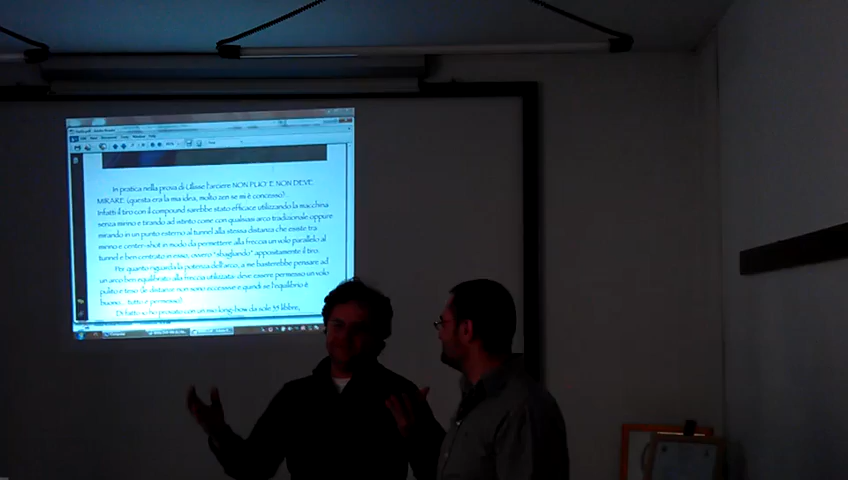 In pratica nella prova di Ulisse l'arciere NON PUO' E NON DEVE
MIRARE (questa era la mia idea, molto zen se mi è concesso)
Infatti il tiro con il compound sarebbe stato efficace utilizzando la macchina
senza mirino e tirando ad istinto come con qualsiasi arco tradizionale oppure
mirando in un punto esterno al tunnel alla stessa distanza che esiste tra
mirino e center-shot in modo da permettere alla freccia un volo parallelo al
tunnel e ben centrato in esso, ovvero "sbagliando" appositamente il tiro.
Per quanto riguarda la potenza dell'arco, a me basterebbe pensare ad
un arco ben equilibrato alla freccia utilizzata: deve essere permesso un volo
pulito e teso (le distanze non sono eccessive e quindi se l'equilibrio è
buono... tutto è permesso)
Di fatto io ho provato con un mio long-bow da sole 35 libbre,